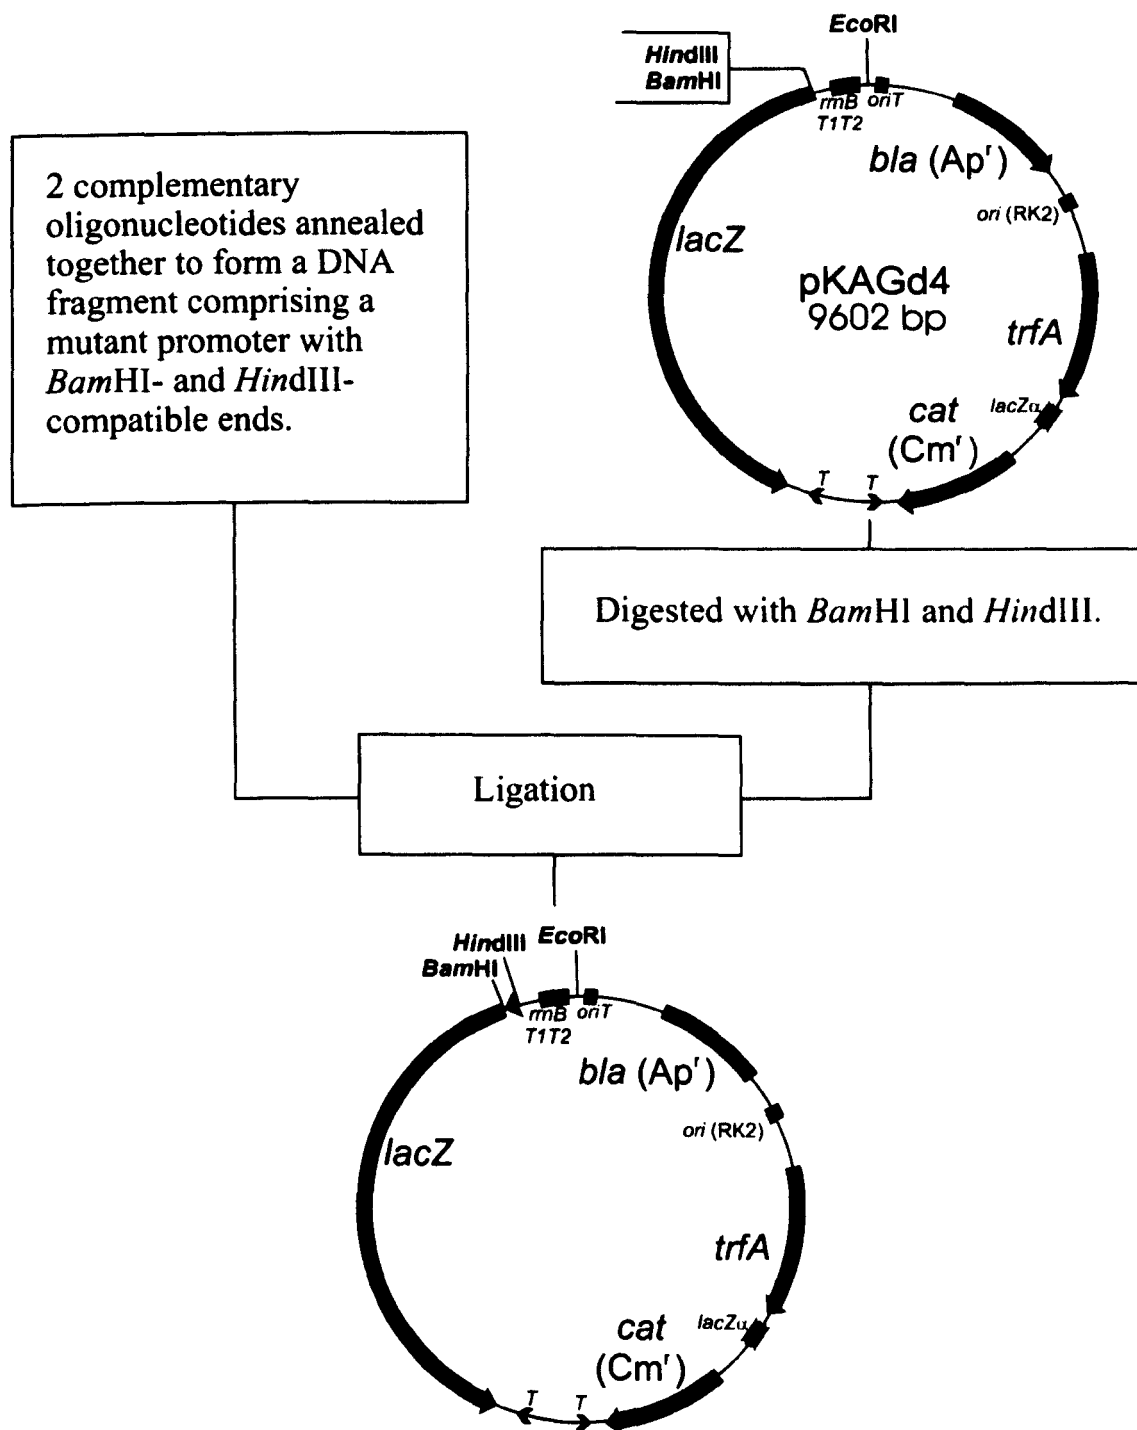 EcoRI
HindIII
BamHI
rrnB
T1T2
oriT
bla (Apʳ)
ori (RK2)
lacZ
pKAGd4
9602 bp
trfA
lacZα
cat
(Cmʳ)
T
T
2 complementary
oligonucleotides annealed
together to form a DNA
fragment comprising a
mutant promoter with
BamHI- and HindIII-
compatible ends.
Digested with BamHI and HindIII.
Ligation
HindIII
EcoRI
BamHI
rrnB
T1T2
oriT
bla (Apʳ)
ori (RK2)
lacZ
trfA
lacZα
cat
(Cmʳ)
T
T